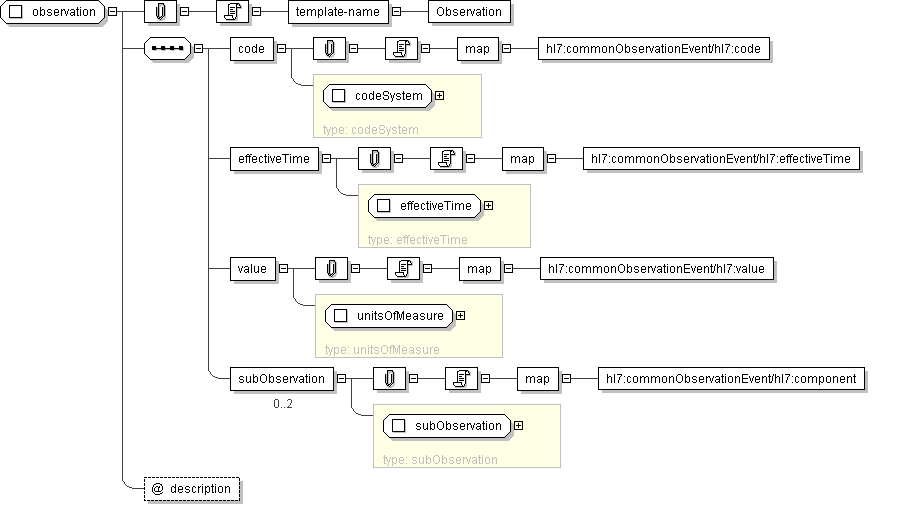 observation template-name Observation
code map hl7:commonObservationEvent/hl7:code
codeSystem
type: codeSystem
effectiveTime map hl7:commonObservationEvent/hl7:effectiveTime
effectiveTime
type: effectiveTime
value map hl7:commonObservationEvent/hl7:value
unitsOfMeasure
type: unitsOfMeasure
subObservation map hl7:commonObservationEvent/hl7:component
0..2
subObservation
type: subObservation
@ description